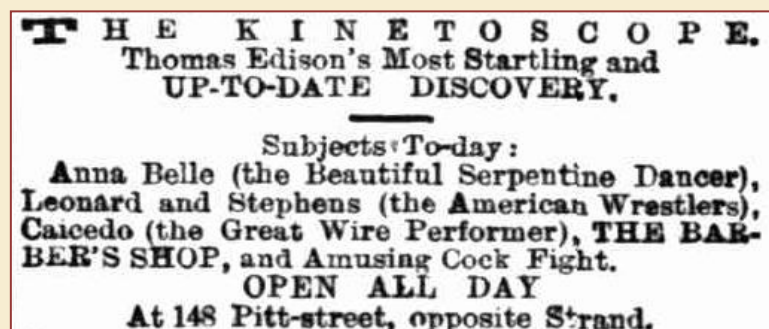 THE KINETOSCOPE.
Thomas Edison's Most Startling and
UP-TO-DATE DISCOVERY.
Subjects To-day:
Anna Belle (the Beautiful Serpentine Dancer),
Leonard and Stephens (the American Wrestlers),
Caicedo (the Great Wire Performer), THE BAR-
BER'S SHOP, and Amusing Cock Fight.
OPEN ALL DAY
At 148 Pitt-street, opposite Strand.